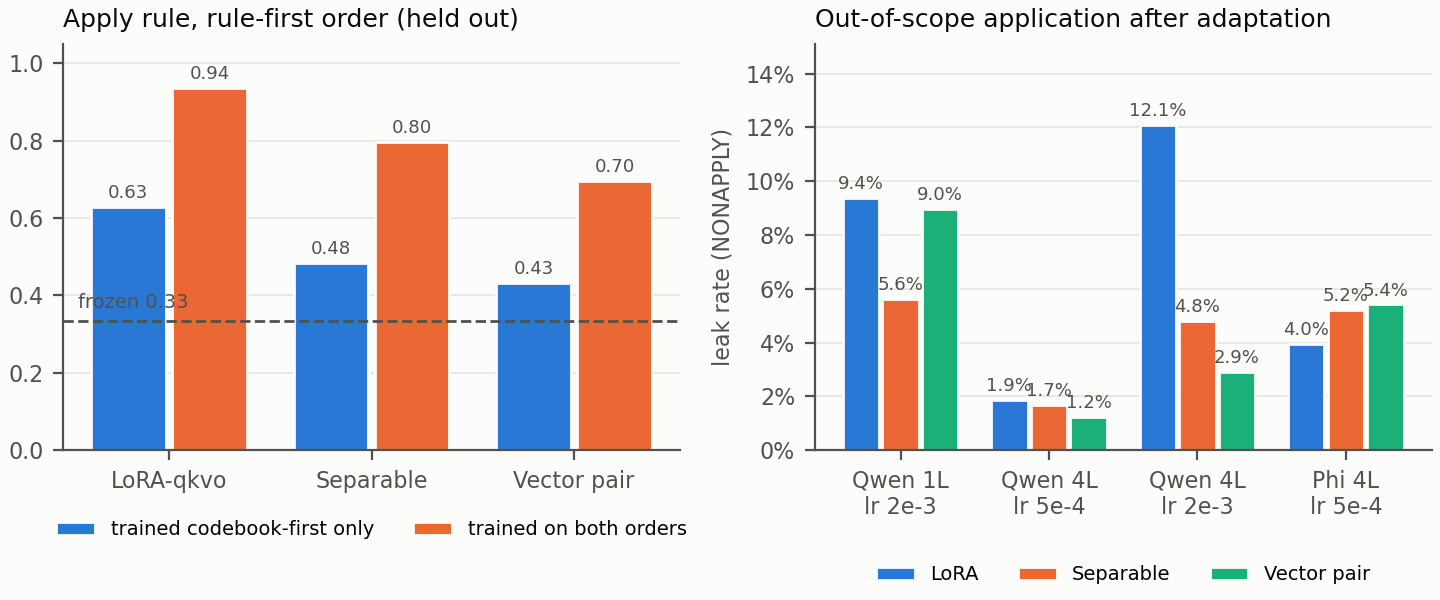 Apply rule, rule-first order (held out)
1.0
0.8
0.6
0.4
0.2
0.0
0.63
0.94
0.48
0.80
0.43
0.70
frozen 0.33
LoRA-qkvo
Separable
Vector pair
trained codebook-first only
trained on both orders
Out-of-scope application after adaptation
leak rate (NONAPPLY)
14%
12%
10%
8%
6%
4%
2%
0%
9.4%
5.6%
9.0%
1.9%
1.7%
1.2%
12.1%
4.8%
2.9%
4.0%
5.2%
5.4%
Qwen 1L
lr 2e-3
Qwen 4L
lr 5e-4
Qwen 4L
lr 2e-3
Phi 4L
lr 5e-4
LoRA
Separable
Vector pair